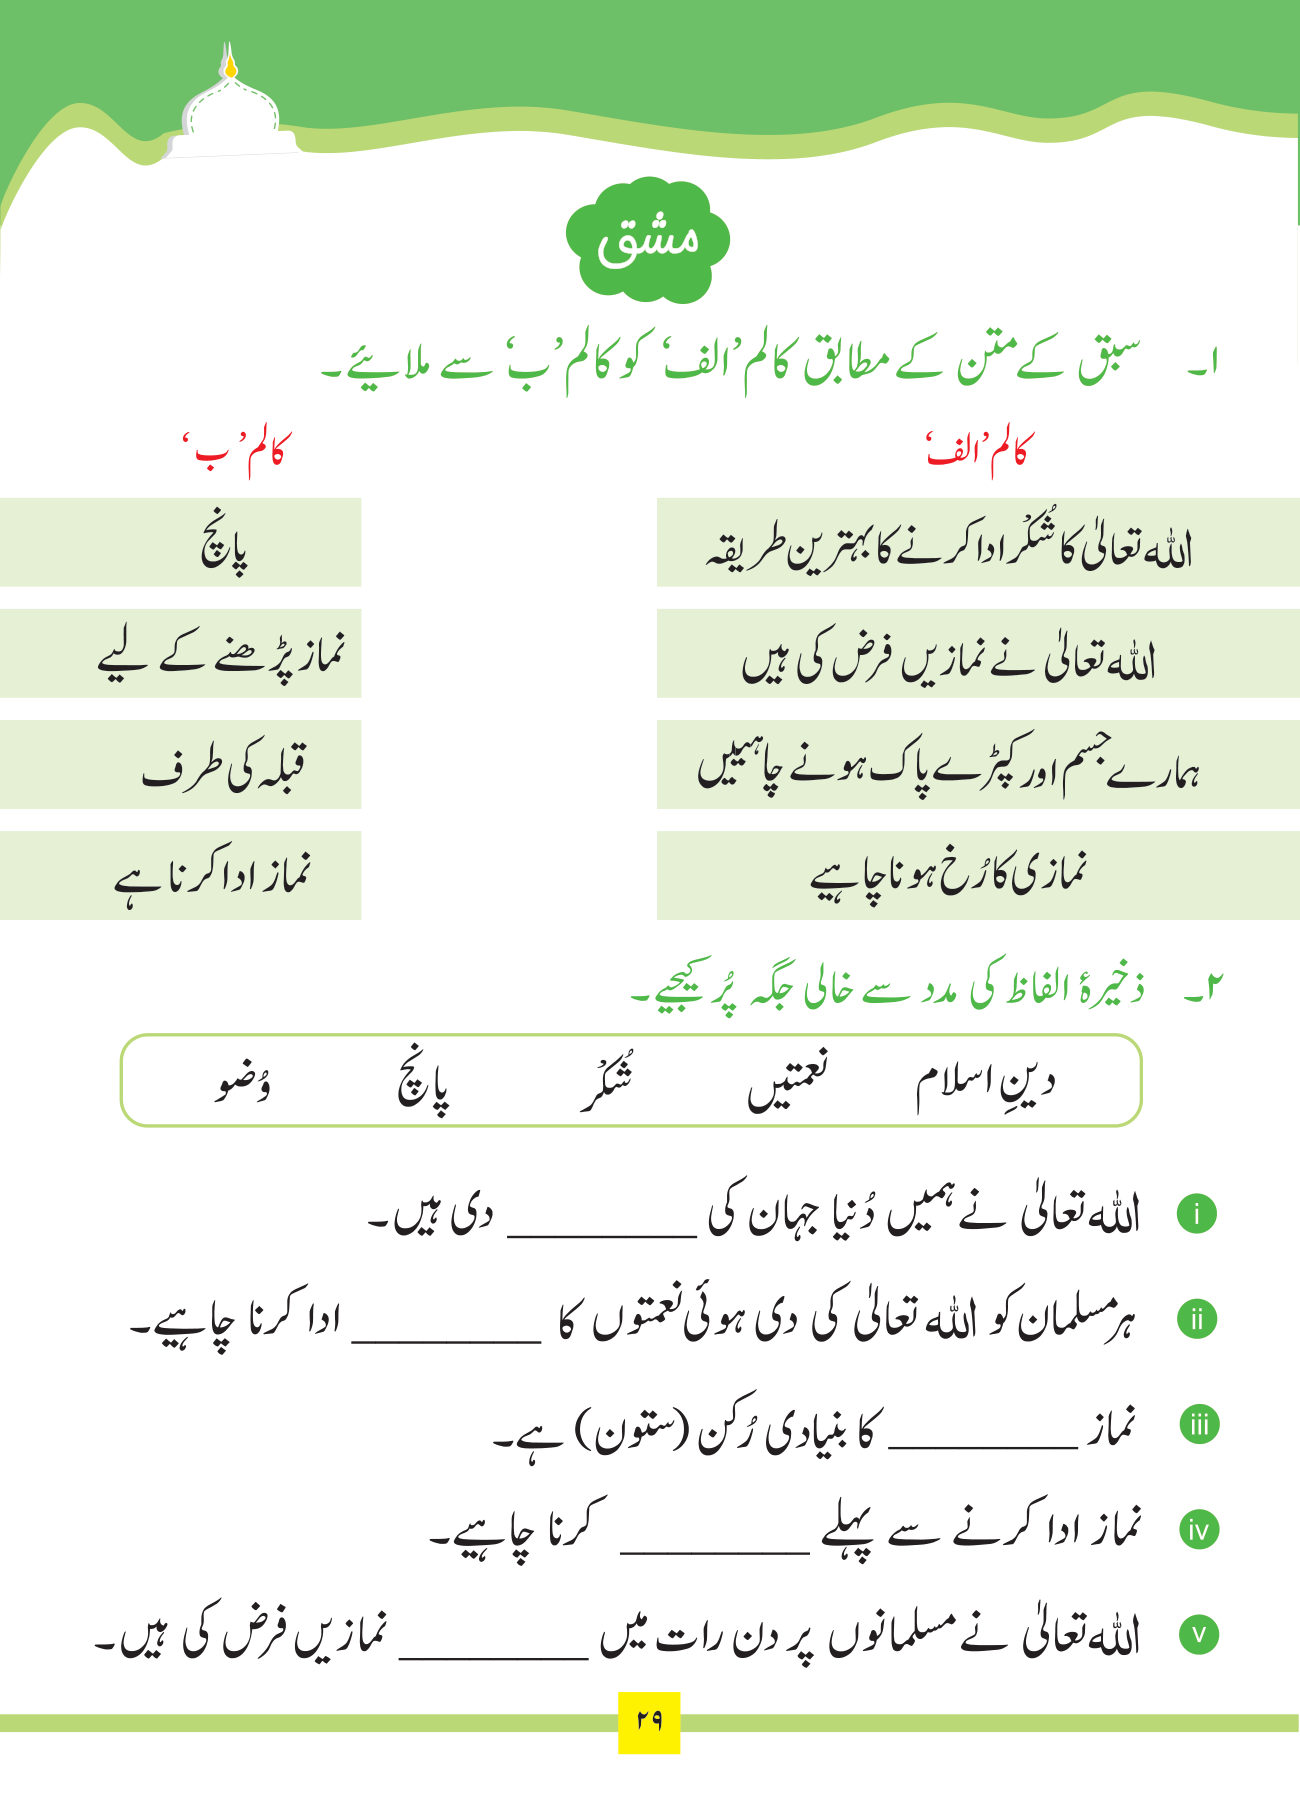 مشق
۱۔ سبق کے متن کے مطابق کالم ’الف‘ کو کالم ’ب‘ سے ملائیے۔
کالم ’الف‘ کالم ’ب‘
اللہ تعالیٰ کا شُکْر ادا کرنے کا بہترین طریقہ پانچ
اللہ تعالیٰ نے نمازیں فرض کی ہیں نماز پڑھنے کے لیے
ہمارے جسم اور کپڑے پاک ہونے چاہییں قبلہ کی طرف
نمازی کا رُخ ہونا چاہیے نماز ادا کرنا ہے
۲۔ ذخیرۂ الفاظ کی مدد سے خالی جگہ پُر کیجیے۔
دینِ اسلام نعمتیں شُکْر پانچ وُضو
i اللہ تعالیٰ نے ہمیں دُنیا جہان کی ________ دی ہیں۔
ii ہر مسلمان کو اللہ تعالیٰ کی دی ہوئی نعمتوں کا ________ ادا کرنا چاہیے۔
iii نماز ________ کا بنیادی رُکن (ستون) ہے۔
iv نماز ادا کرنے سے پہلے ________ کرنا چاہیے۔
v اللہ تعالیٰ نے مسلمانوں پر دن رات میں ________ نمازیں فرض کی ہیں۔
۲۹